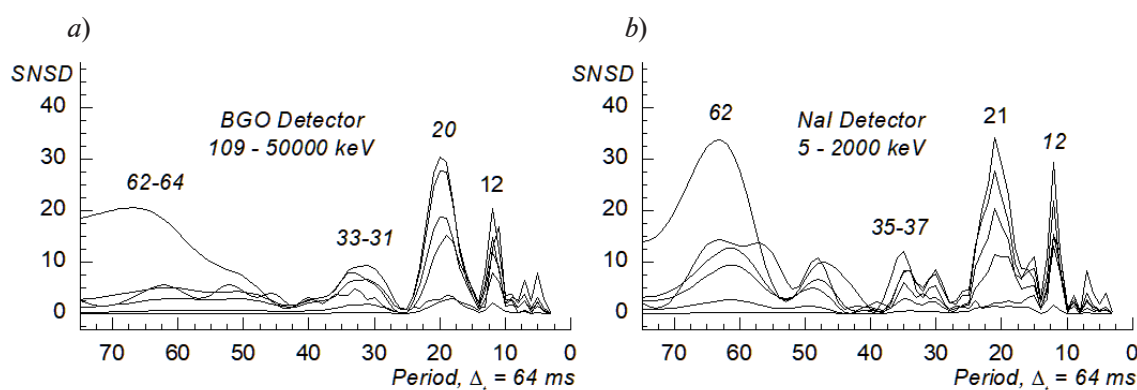 a)
SNSD
40
30
20
10
0
BGO Detector
109 - 50000 keV
62-64
33-31
20
12
70 60 50 40 30 20 10 0
Period, Δt = 64 ms
b)
SNSD
40
30
20
10
0
NaI Detector
5 - 2000 keV
62
35-37
21
12
70 60 50 40 30 20 10 0
Period, Δt = 64 ms